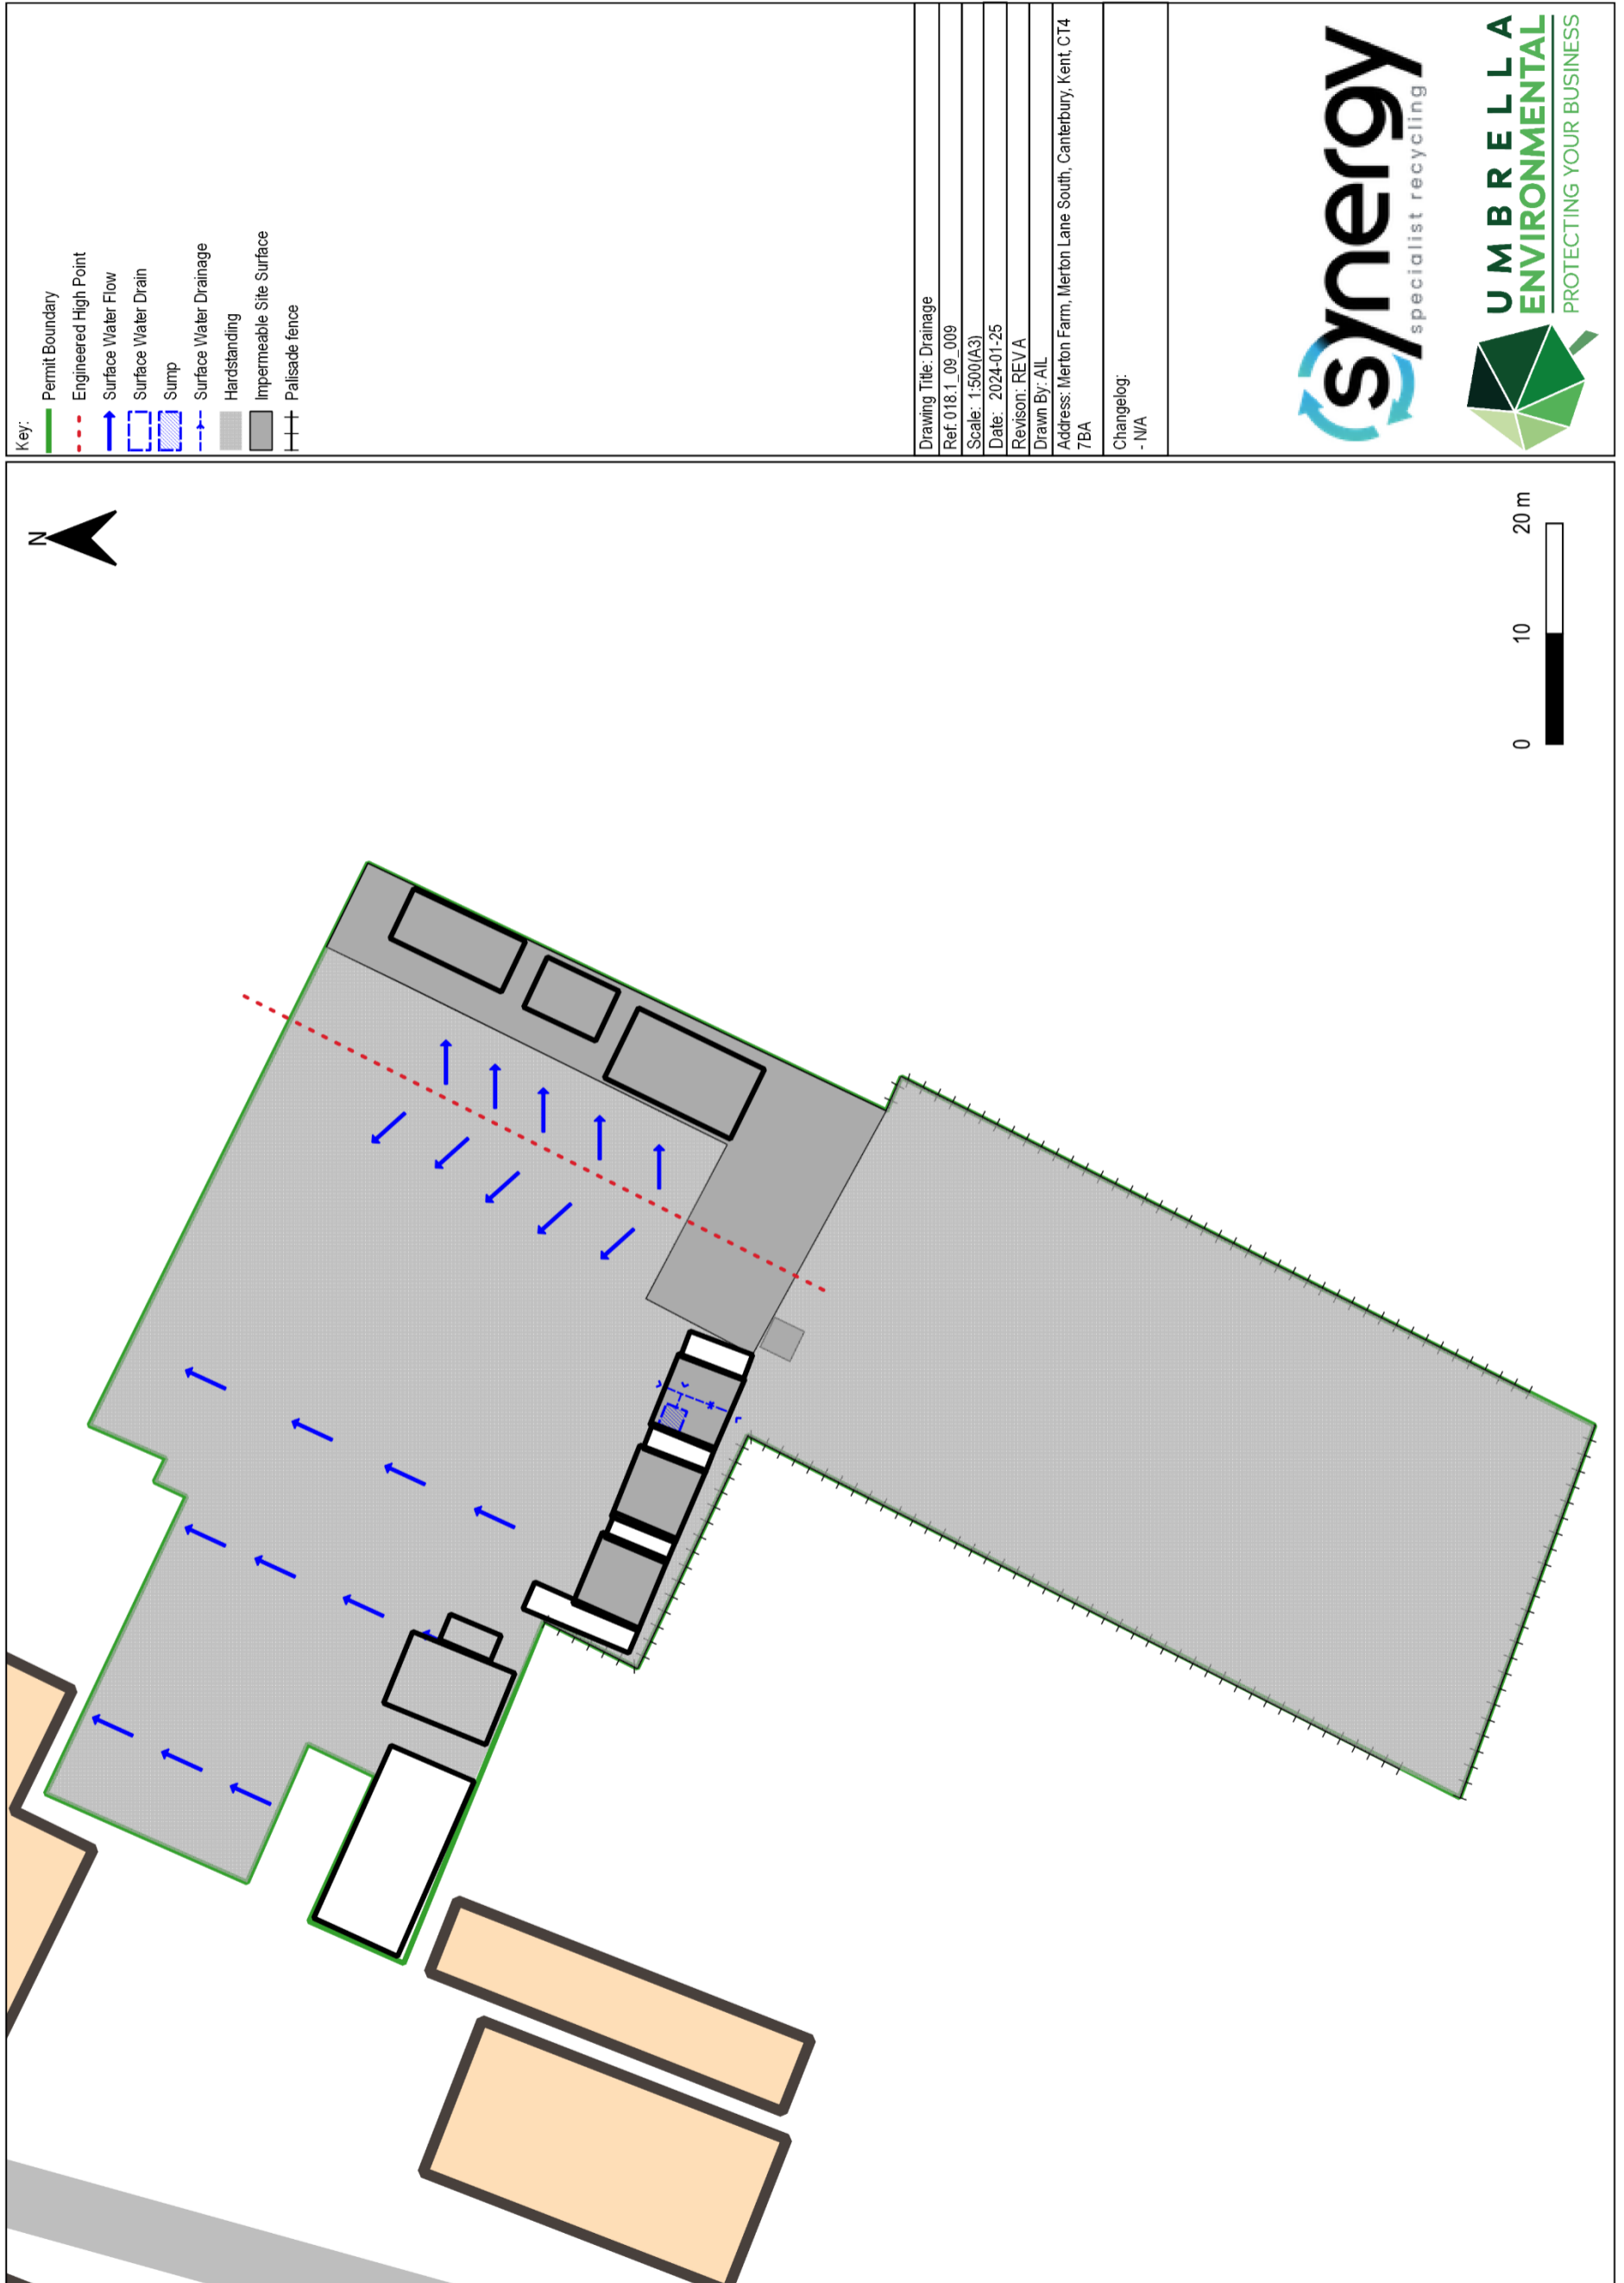 Key:
Permit Boundary
Engineered High Point
Surface Water Flow
Surface Water Drain
Sump
Surface Water Drainage
Hardstanding
Impermeable Site Surface
Palisade fence
Drawing Title: Drainage
Ref: 018.1_09_009
Scale: 1:500(A3)
Date: 2024-01-25
Revison: REV A
Drawn By: AIL
Address: Merton Farm, Merton Lane South, Canterbury, Kent, CT4
7BA
Changelog:
- N/A
synergy
specialist recycling
UMBRELLA
ENVIRONMENTAL
PROTECTING YOUR BUSINESS
N
0 10 20 m